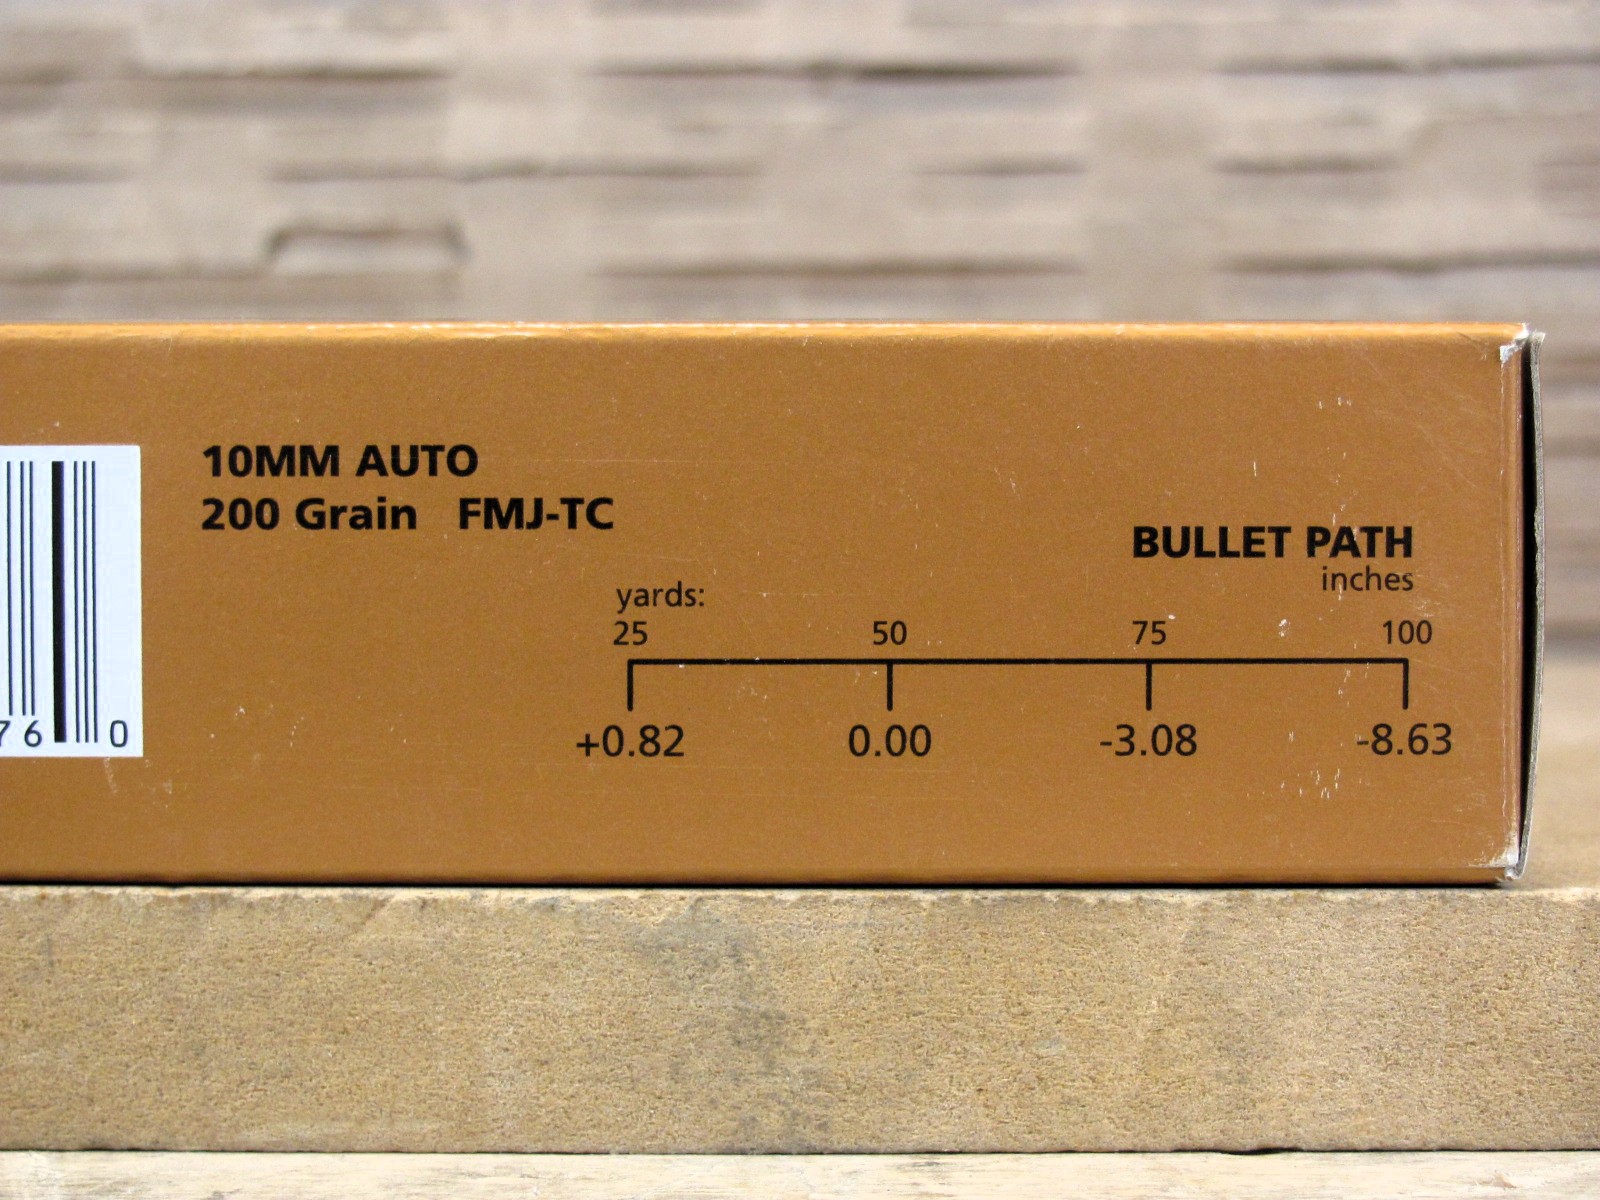 10MM AUTO
200 Grain FMJ-TC
BULLET PATH
inches
yards:
25 50 75 100
+0.82 0.00 -3.08 -8.63
76 0